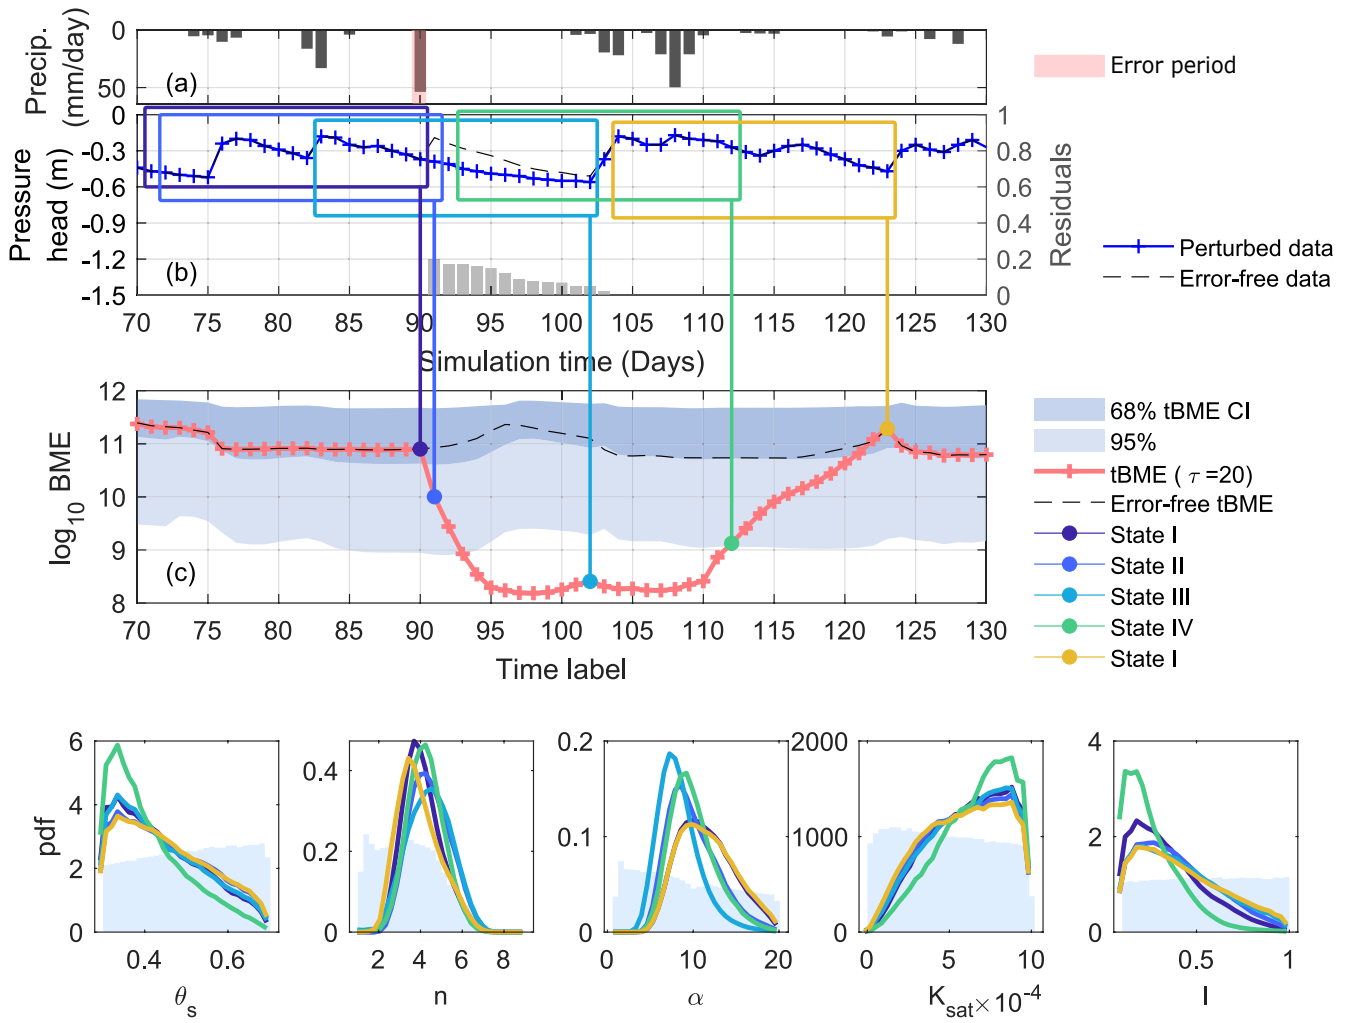 Precip.
(mm/day)
0
50
(a)
Error period
Pressure
head (m)
0
-0.3
-0.6
-0.9
-1.2
-1.5
(b)
1
0.8
0.6
0.4
0.2
0
Residuals
Perturbed data
Error-free data
70 75 80 85 90 95 100 105 110 115 120 125 130
Simulation time (Days)
log10 BME
12
11
10
9
8
(c)
70 75 80 85 90 95 100 105 110 115 120 125 130
Time label
68% tBME CI
95%
tBME ( τ =20)
Error-free tBME
State I
State II
State III
State IV
State I
pdf
6
4
2
0
0.4 0.6
θs
0.4
0.2
0
2 4 6 8
n
0.2
0.1
0
0 10 20
α
2000
1000
0
0 5 10
Ksat×10-4
4
2
0
0.5 1
l